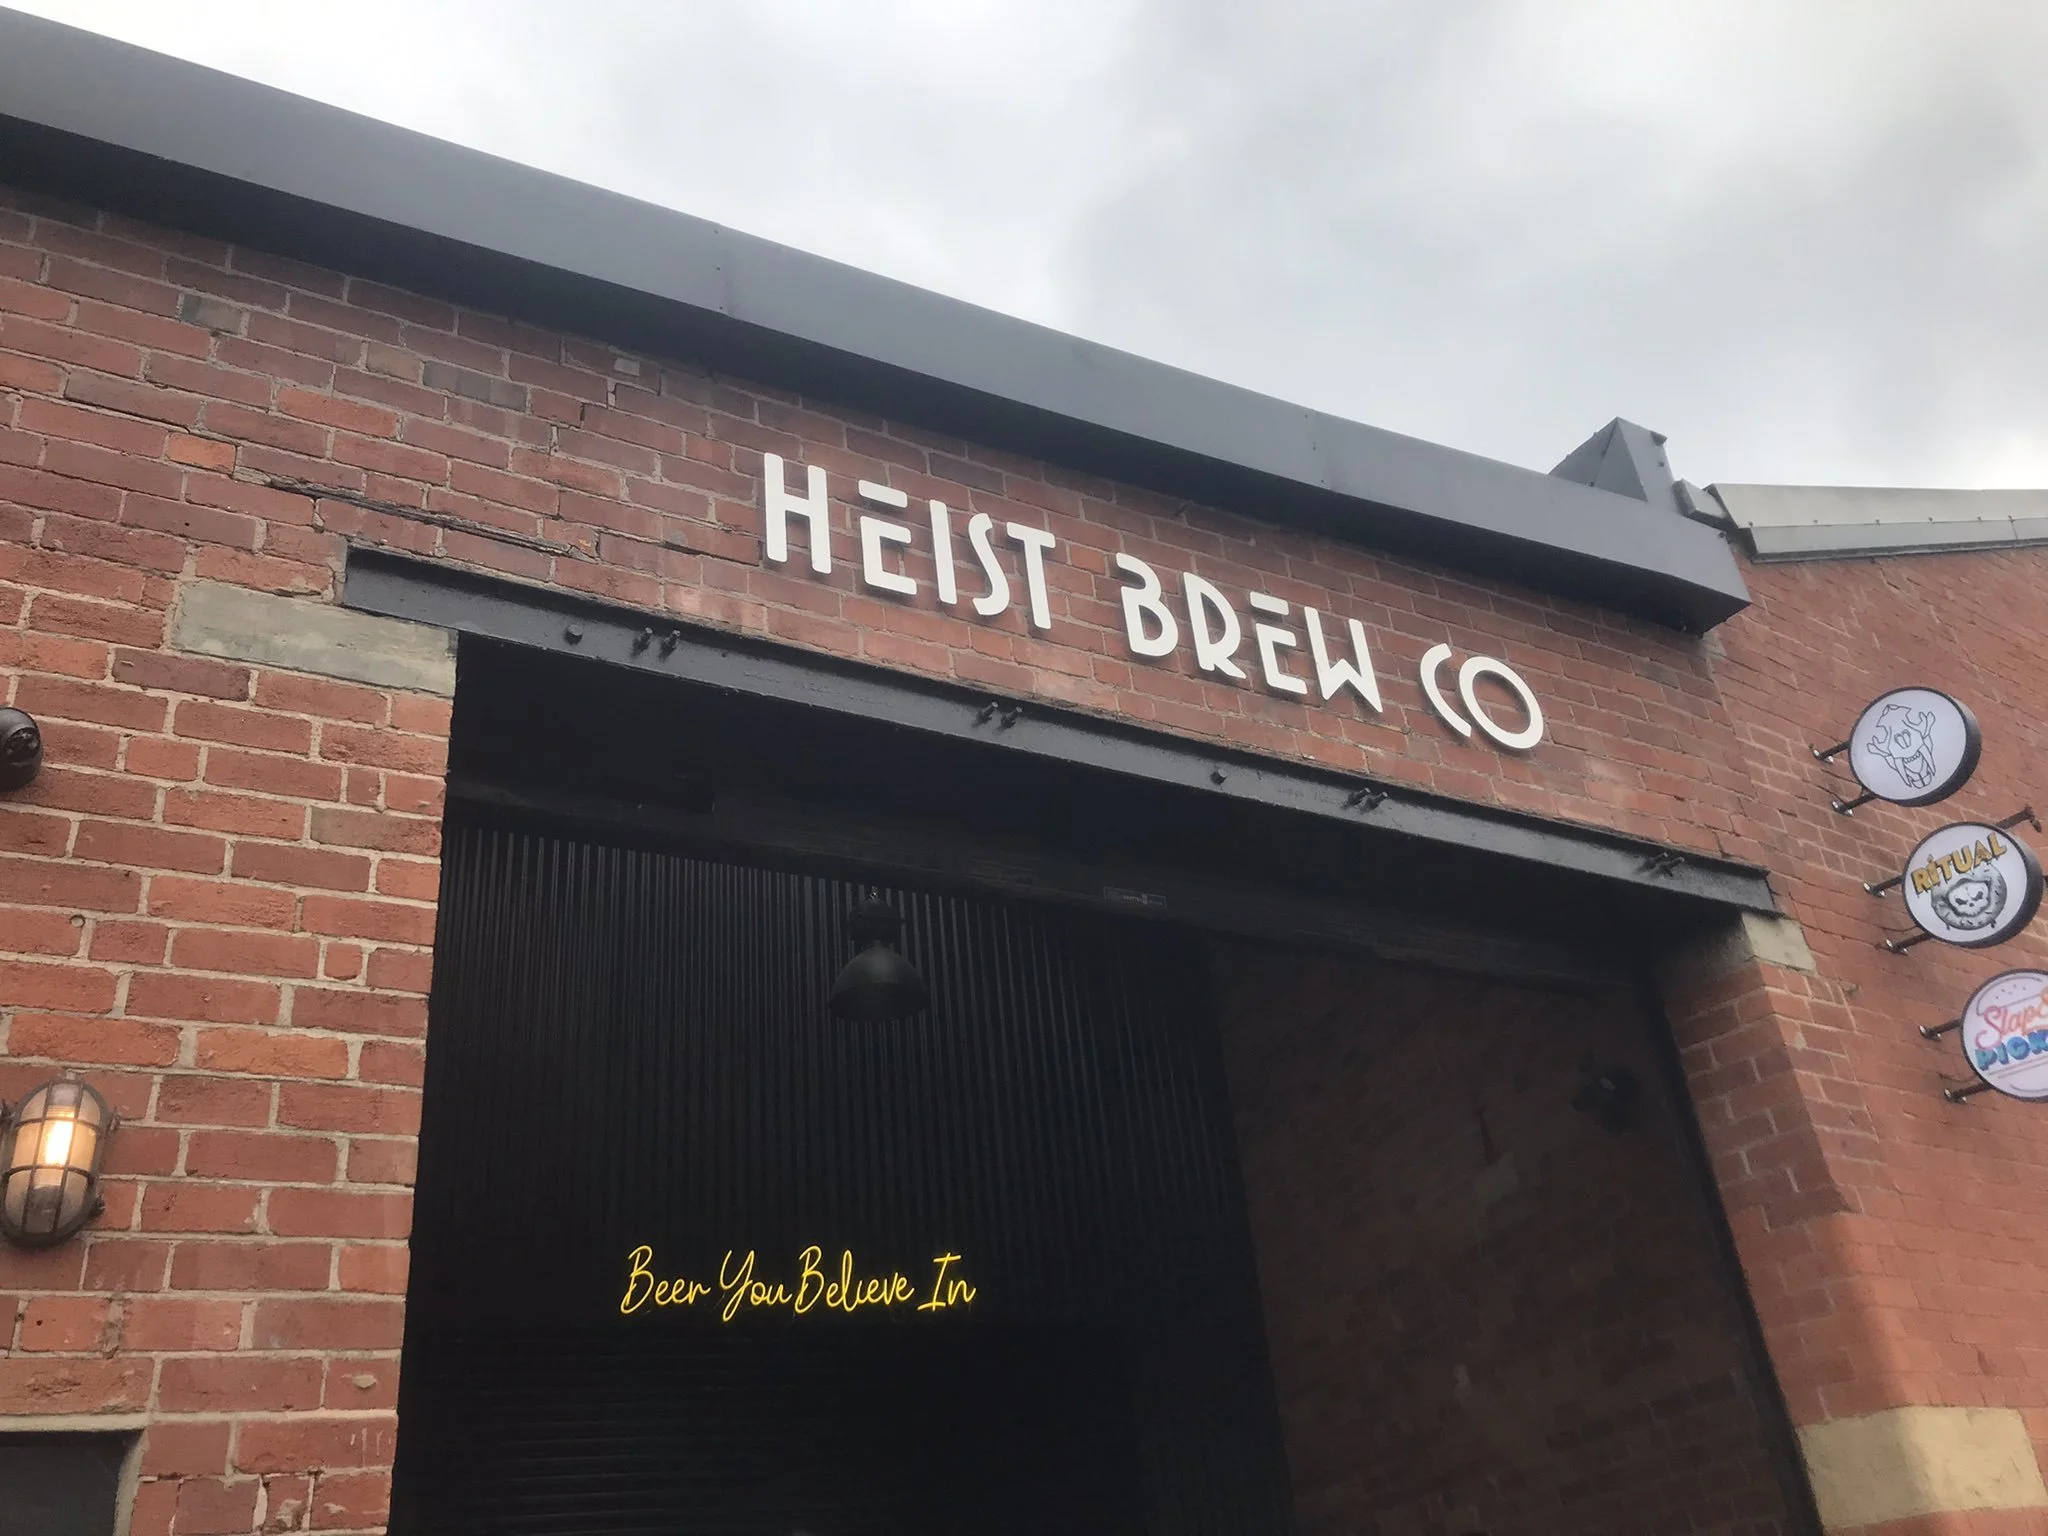 HEIST BREW CO
RITUAL
Beer You Believe In